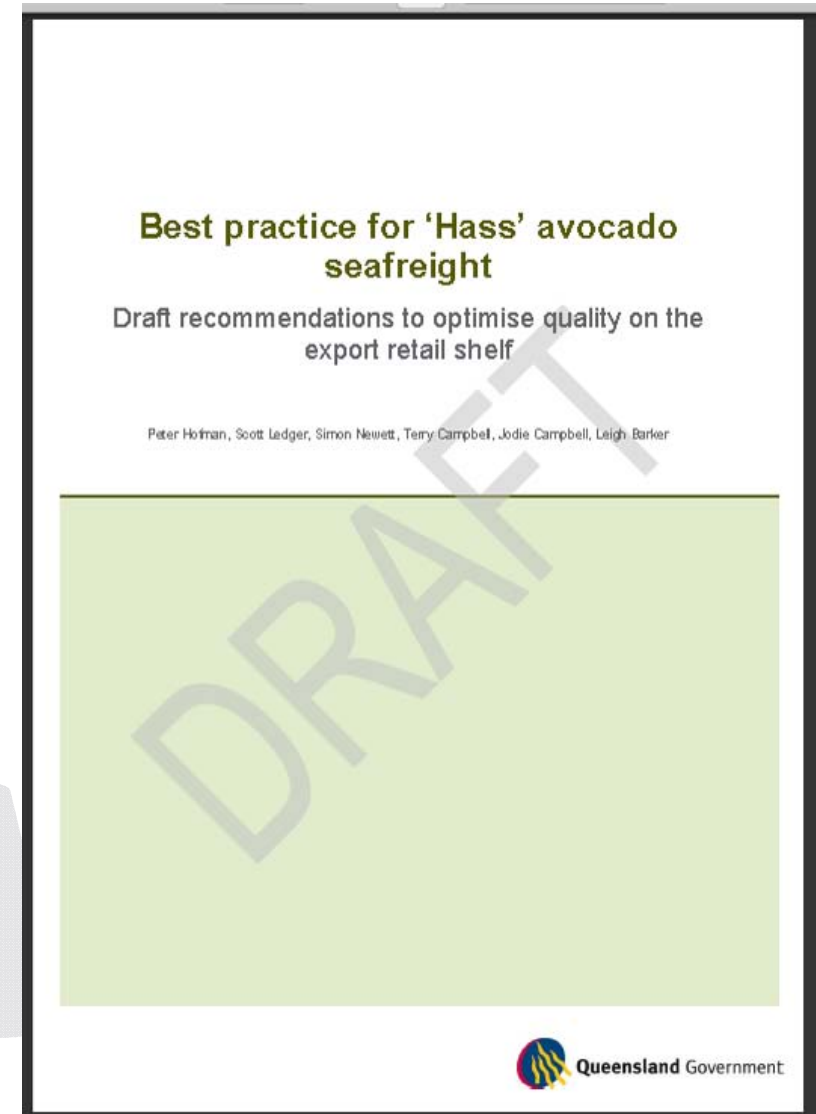 Best practice for ‘Hass’ avocado
seafreight
Draft recommendations to optimise quality on the
export retail shelf
Peter Hofman, Scott Ledger, Simon Newett, Terry Campbell, Jodie Campbell, Leigh Barker
DRAFT
Queensland Government